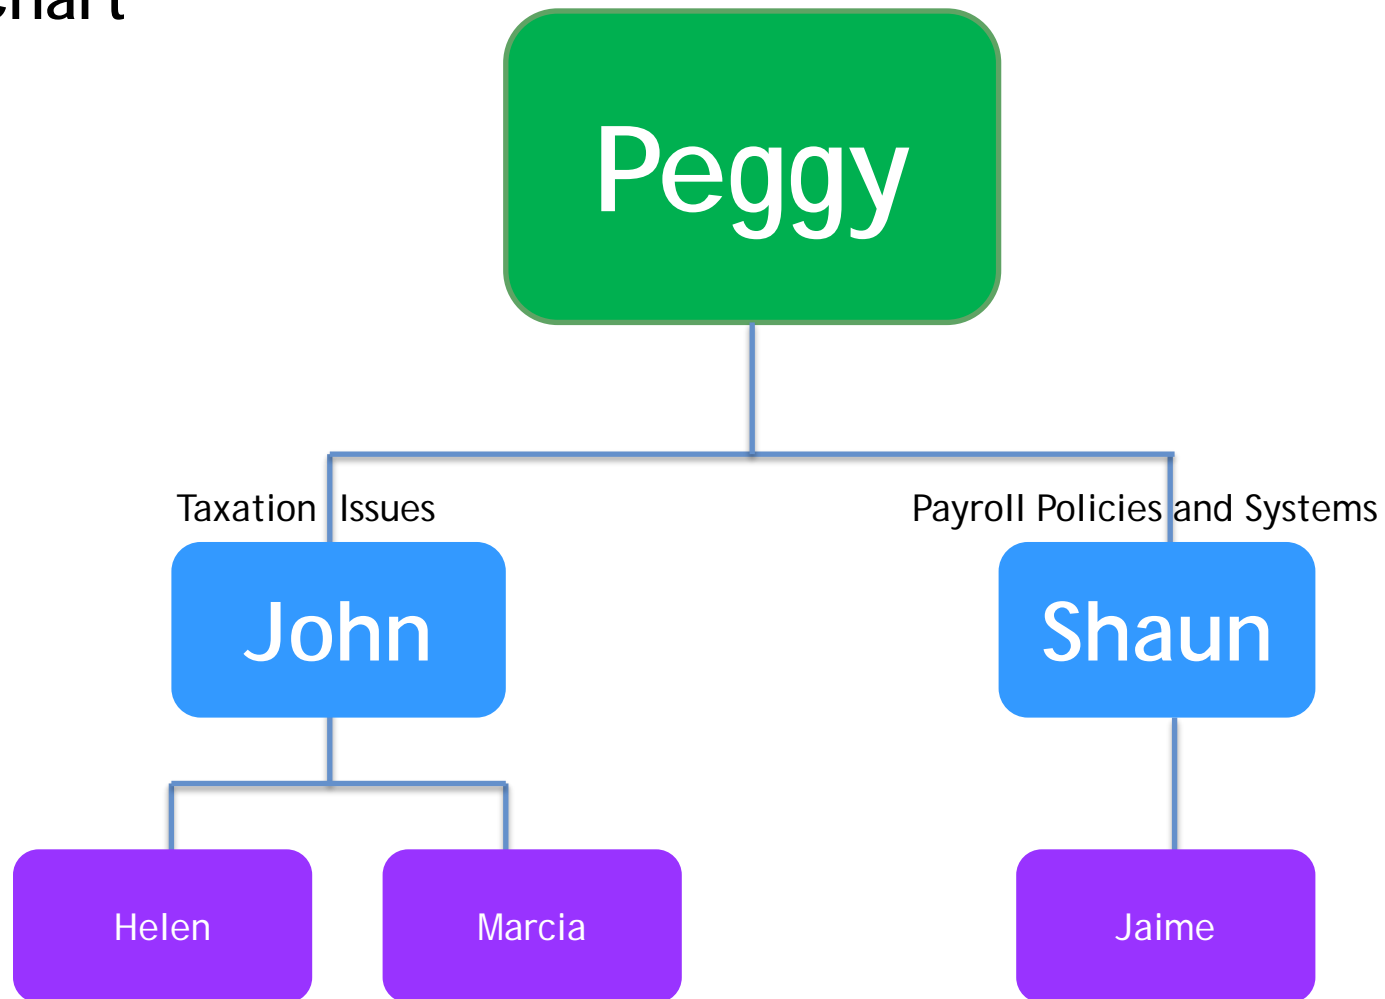 Peggy
Taxation Issues
Payroll Policies and Systems
John
Shaun
Helen
Marcia
Jaime